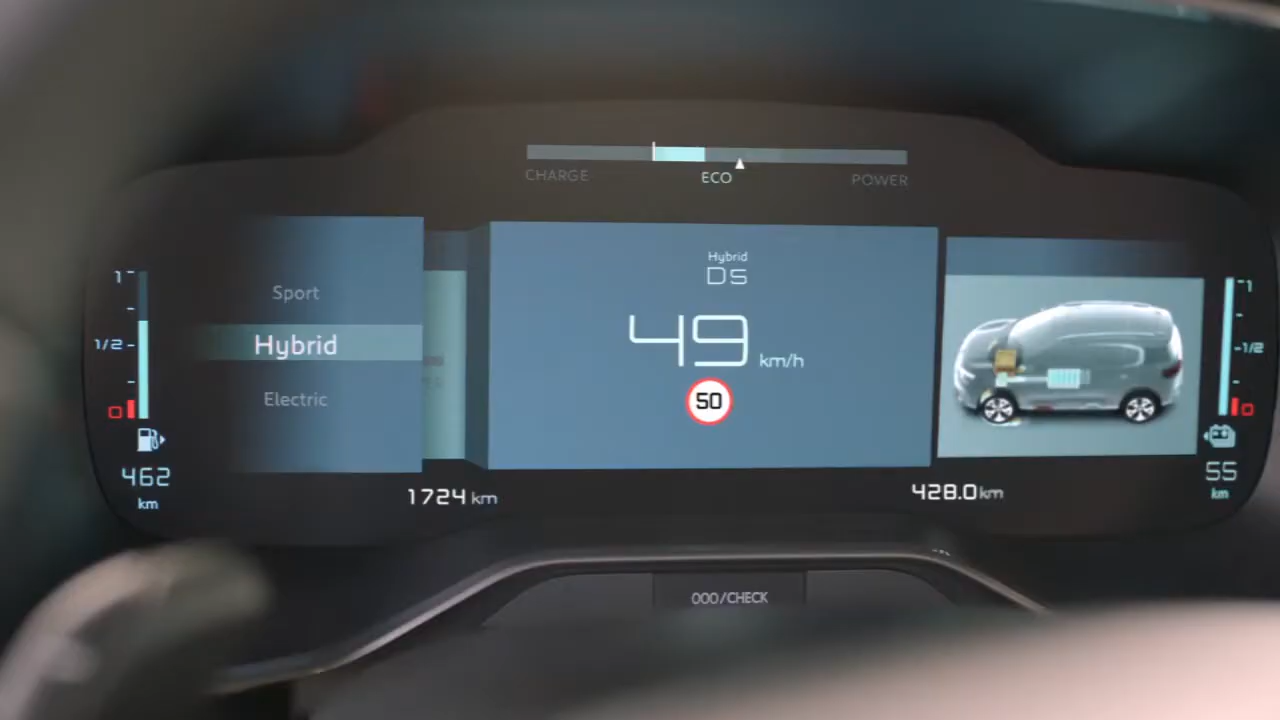 CHARGE ECO POWER
Sport
Hybrid
Electric
Hybrid
D5
49 km/h
50
1
1/2
0
462
km
1724 km
428.0 km
1
1/2
0
55
km
000/CHECK